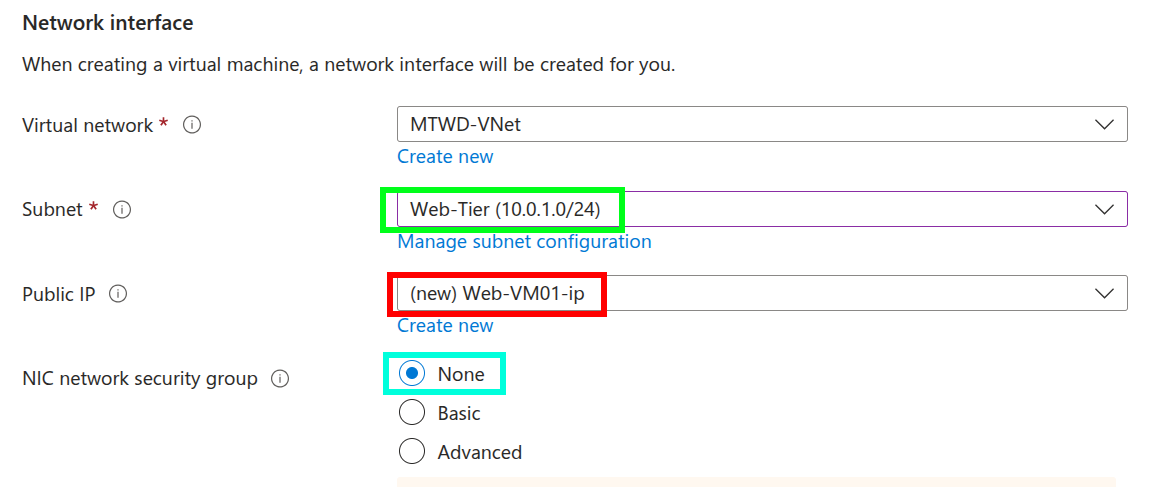 Network interface
When creating a virtual machine, a network interface will be created for you.
Virtual network * MTWD-VNet
Create new
Subnet * Web-Tier (10.0.1.0/24)
Manage subnet configuration
Public IP (new) Web-VM01-ip
Create new
NIC network security group None
Basic
Advanced